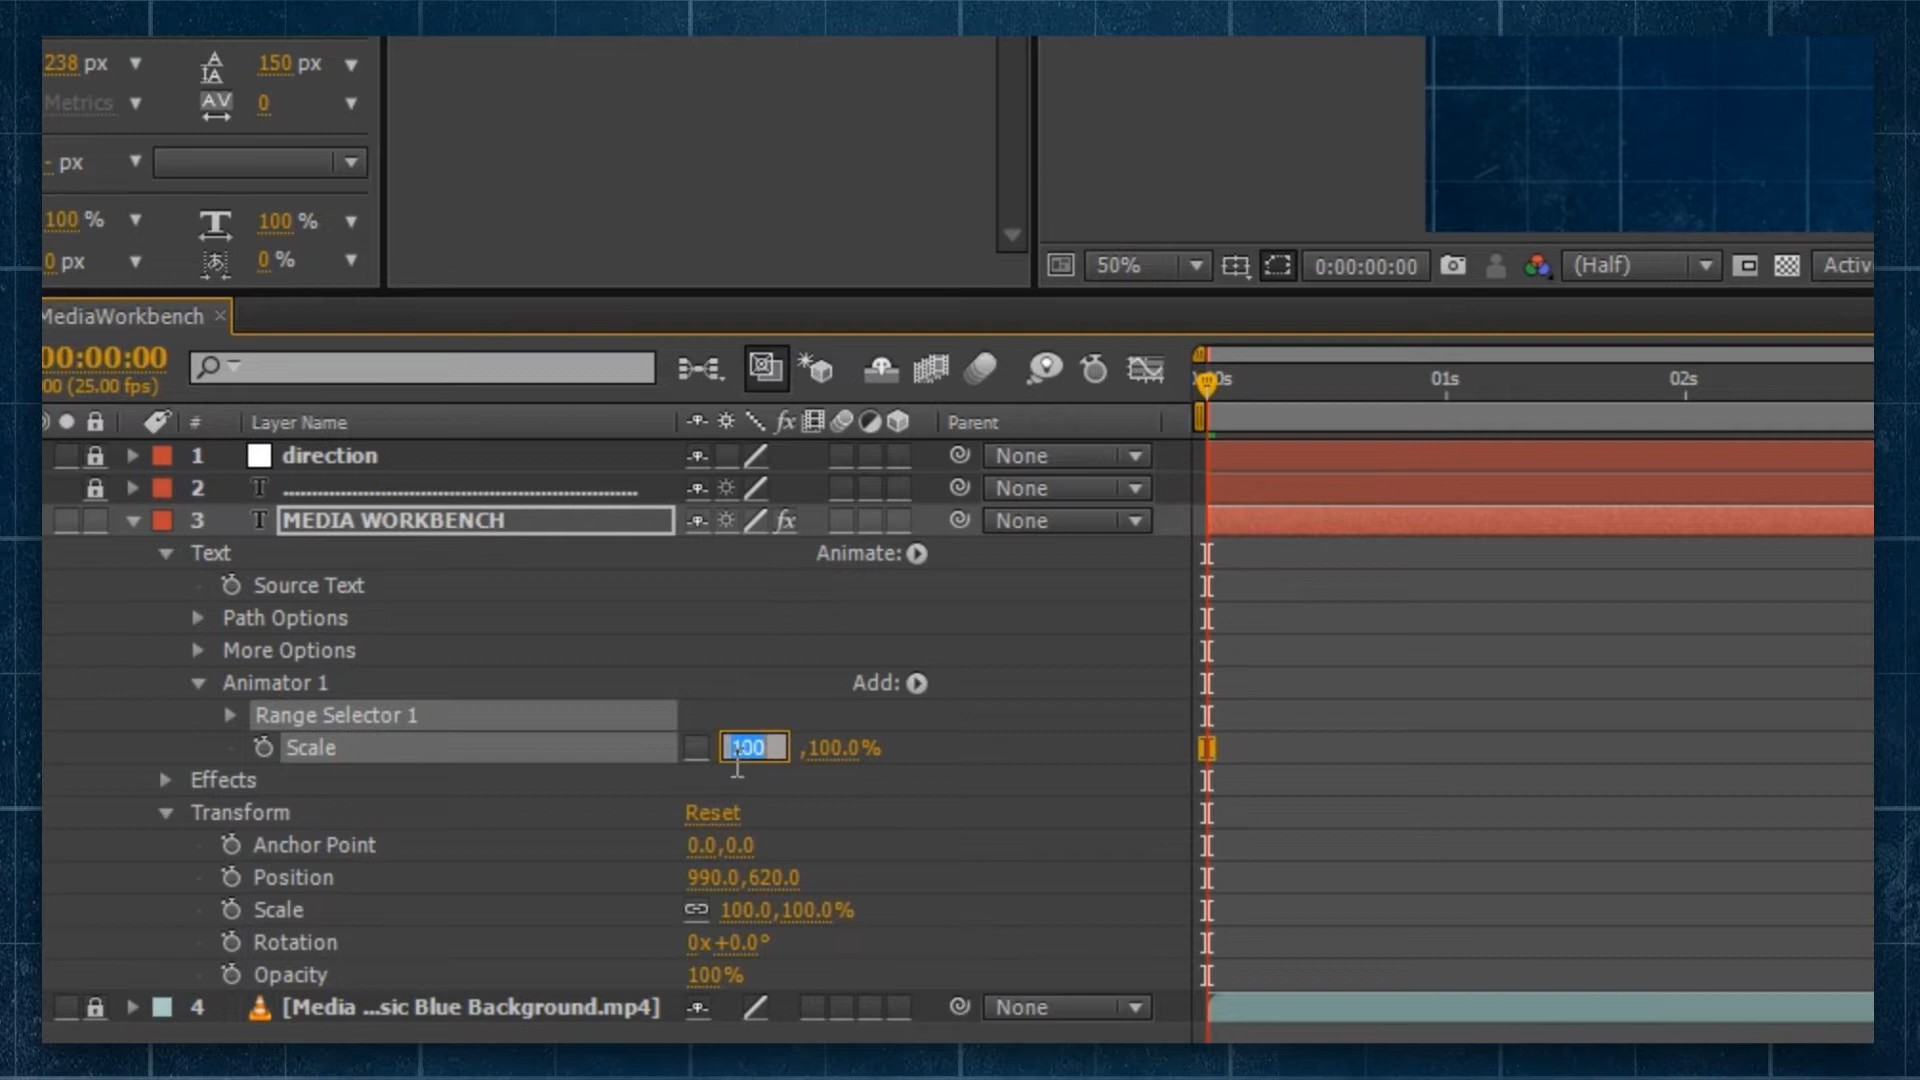 238 px
150 px
Metrics
AV
0
- px
100 %
T
100 %
0 px
0 %
50%
0:00:00:00
(Half)
Activ
MediaWorkbench ×
00:00:00
00 (25.00 fps)
0s
01s
02s
#
Layer Name
fx
Parent
1
direction
None
2
T
None
3
T
MEDIA WORKBENCH
fx
None
Text
Animate:
Source Text
Path Options
More Options
Animator 1
Add:
Range Selector 1
Scale
100
,100.0%
Effects
Transform
Reset
Anchor Point
0.0,0.0
Position
990.0,620.0
Scale
100.0,100.0%
Rotation
0x+0.0°
Opacity
100%
4
[Media ...sic Blue Background.mp4]
None